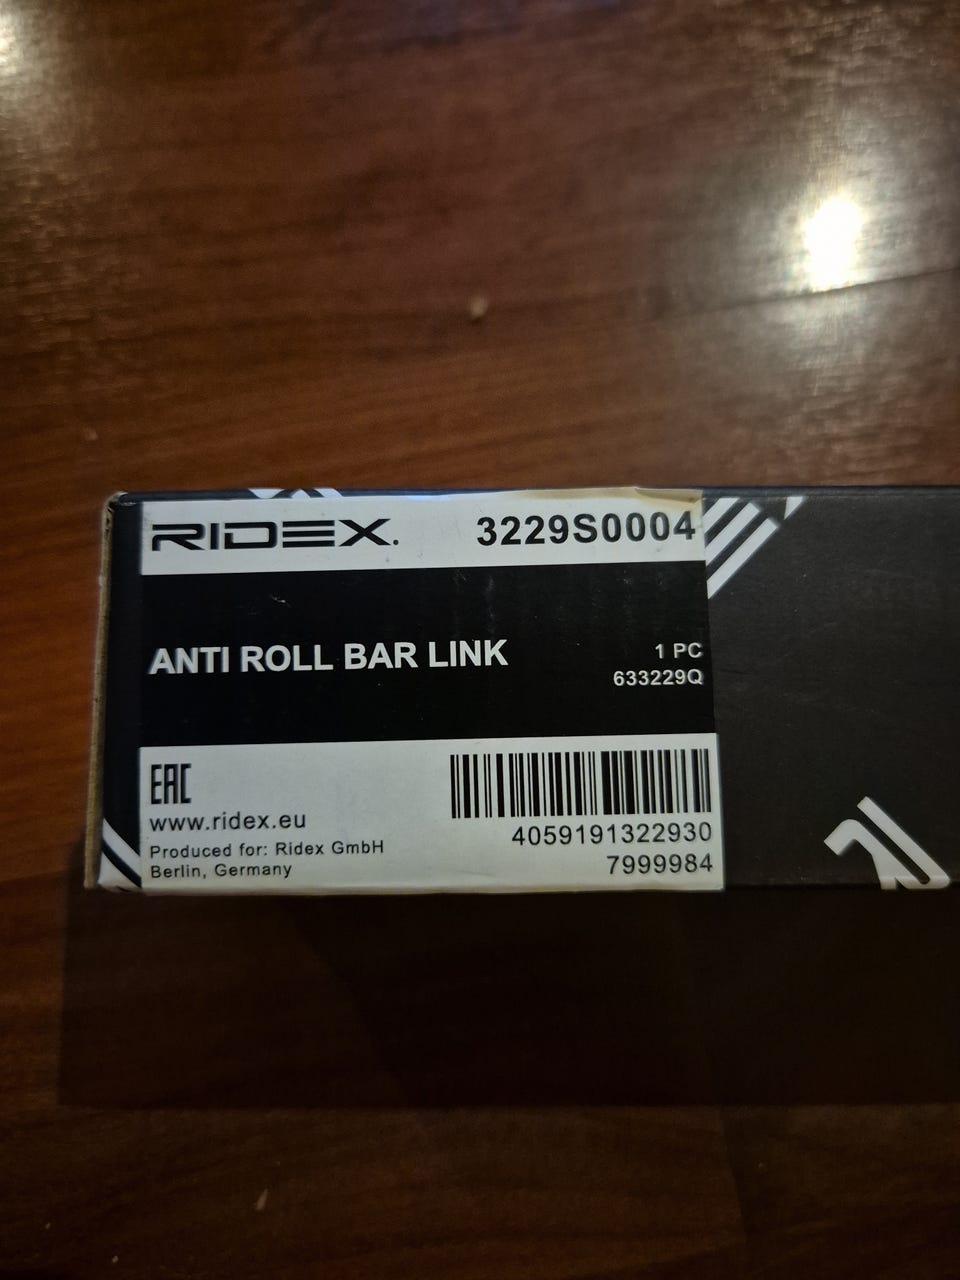 RIDEX. 3229S0004
ANTI ROLL BAR LINK
1 PC
633229Q
EAC
www.ridex.eu
Produced for: Ridex GmbH
Berlin, Germany
4059191322930
7999984